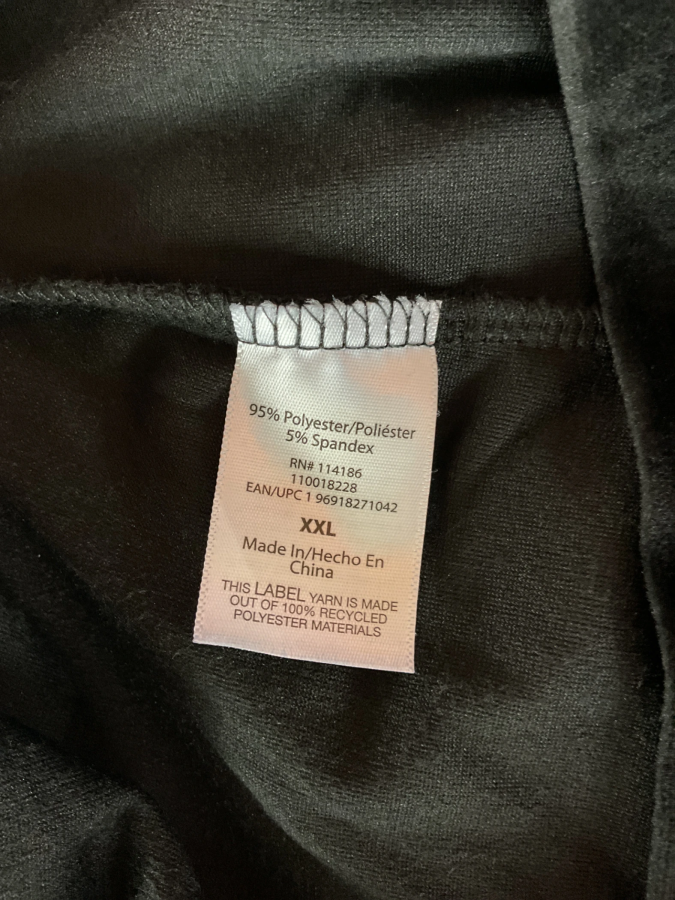 95% Polyester/Poliéster
5% Spandex
RN# 114186
110018228
EAN/UPC 1 96918271042
XXL
Made In/Hecho En
China
THIS LABEL YARN IS MADE
OUT OF 100% RECYCLED
POLYESTER MATERIALS